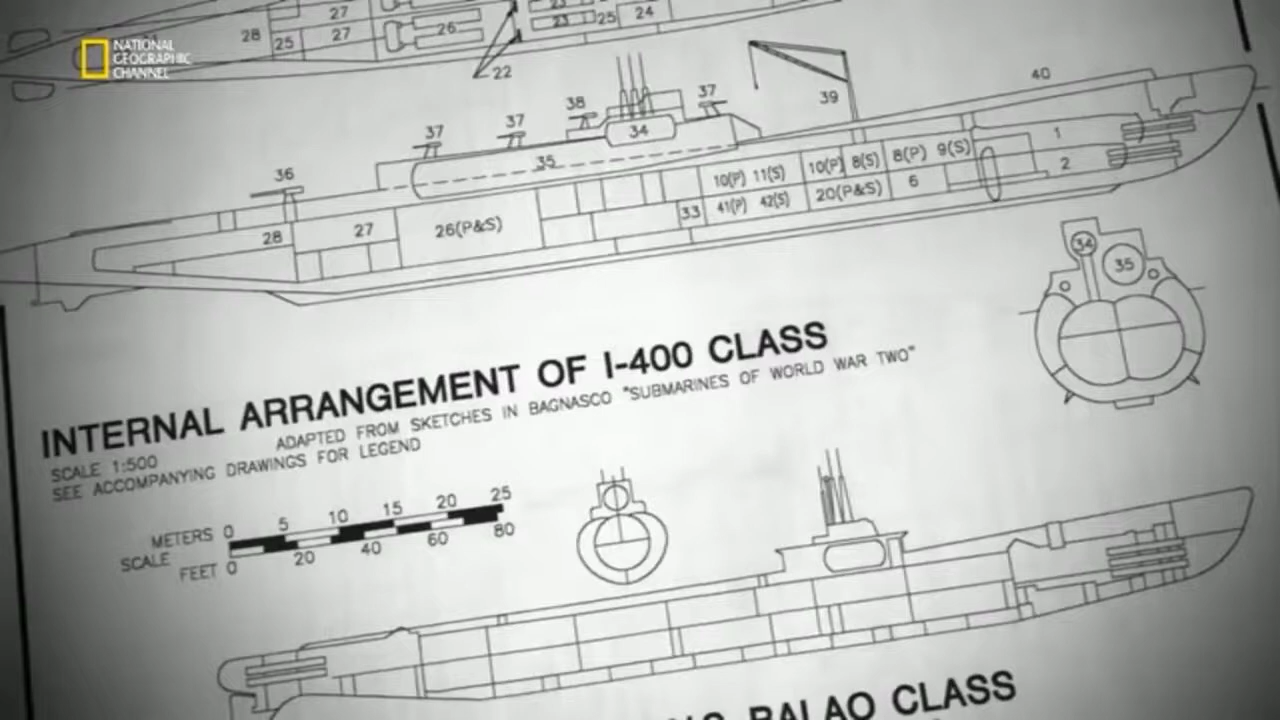 NATIONAL
GEOGRAPHIC
CHANNEL
27
28 25 27 26 23 25 24
22
40
39
38 37
37 37
36
34
35
1
10(P) 11(S) 10(P) 8(S) 8(P) 9(S)
2
28 27 26(P&S) 33 41(P) 42(S) 20(P&S) 6
34 35
INTERNAL ARRANGEMENT OF I-400 CLASS
ADAPTED FROM SKETCHES IN BAGNASCO "SUBMARINES OF WORLD WAR TWO"
SCALE 1:500
SEE ACCOMPANYING DRAWINGS FOR LEGEND
METERS 0 5 10 15 20 25
SCALE
FEET 0 20 40 60 80
BALAO CLASS